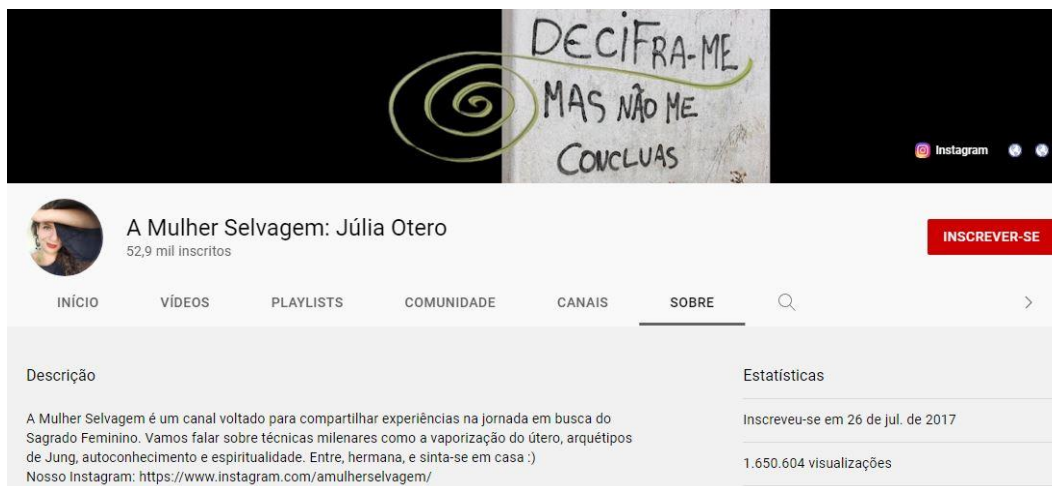 DECIFRA-ME
MAS NÃO ME
CONCLUAS
Instagram
A Mulher Selvagem: Júlia Otero
52,9 mil inscritos
INSCREVER-SE
INÍCIO VÍDEOS PLAYLISTS COMUNIDADE CANAIS SOBRE
Descrição
A Mulher Selvagem é um canal voltado para compartilhar experiências na jornada em busca do
Sagrado Feminino. Vamos falar sobre técnicas milenares como a vaporização do útero, arquétipos
de Jung, autoconhecimento e espiritualidade. Entre, hermana, e sinta-se em casa :)
Nosso Instagram: https://www.instagram.com/amulherselvagem/
Estatísticas
Inscreveu-se em 26 de jul. de 2017
1.650.604 visualizações